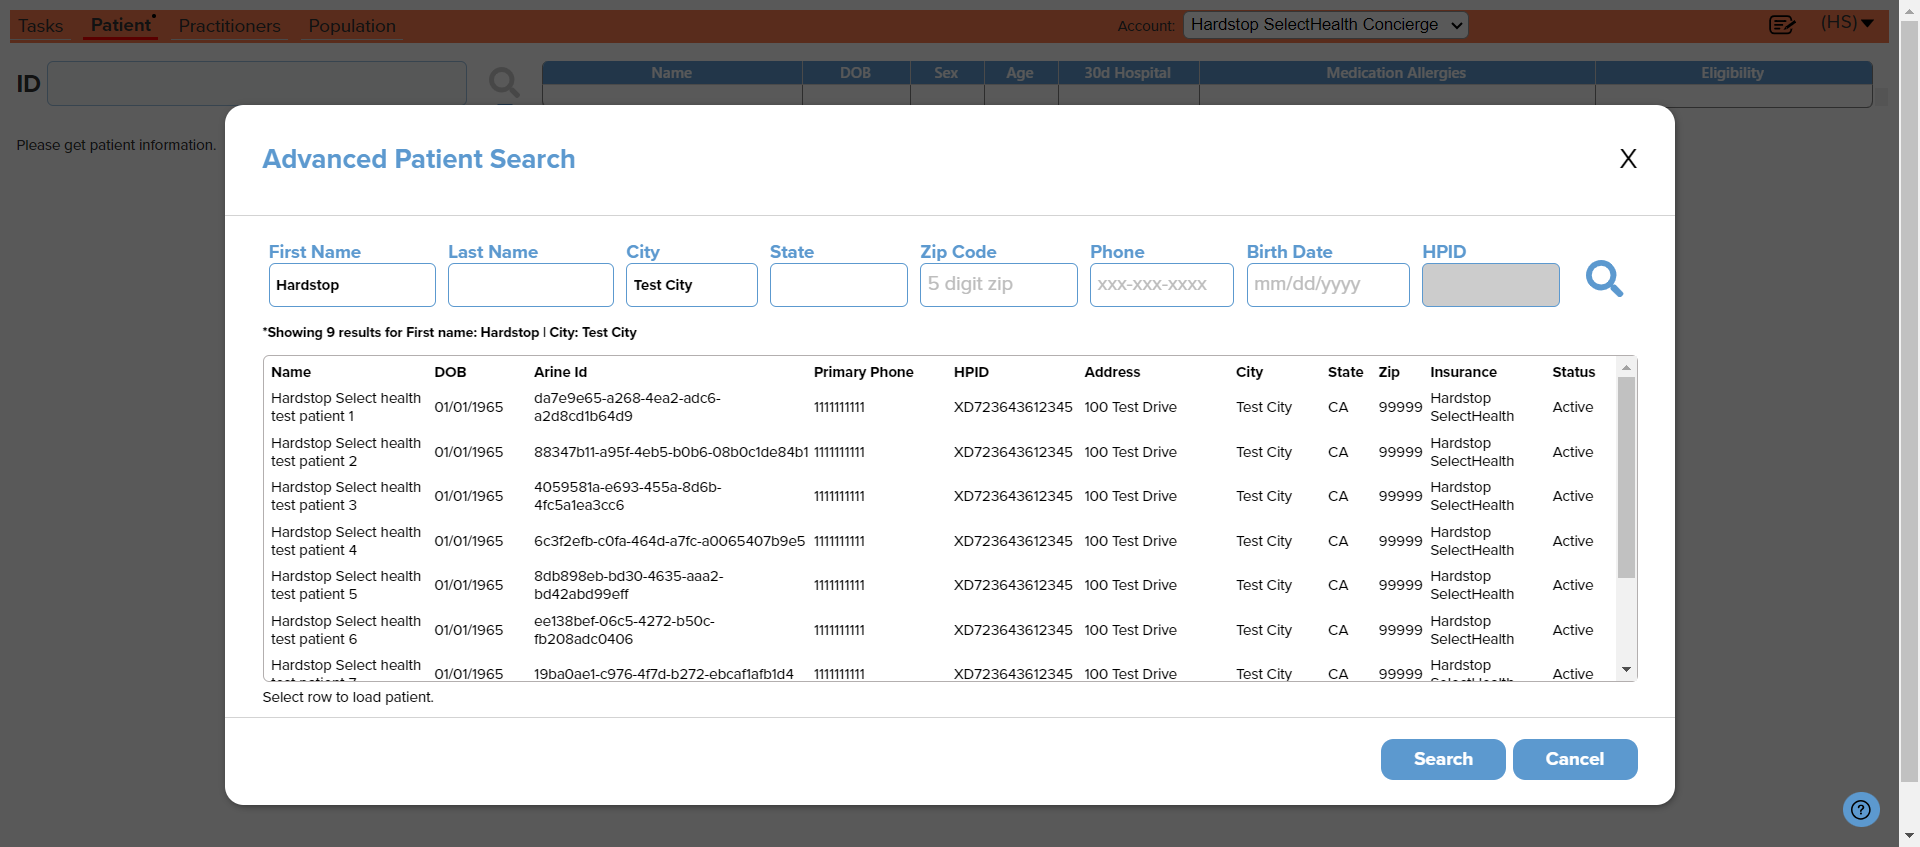 Tasks Patient Practitioners Population Account: Hardstop SelectHealth Concierge (HS)
ID Name DOB Sex Age 30d Hospital Medication Allergies Eligibility
Please get patient information.
Advanced Patient Search X
First Name Last Name City State Zip Code Phone Birth Date HPID
Hardstop Test City 5 digit zip xxx-xxx-xxxx mm/dd/yyyy
*Showing 9 results for First name: Hardstop | City: Test City
Name DOB Arine Id Primary Phone HPID Address City State Zip Insurance Status
Hardstop Select health da7e9e65-a268-4ea2-adc6- Hardstop
01/01/1965 1111111111 XD723643612345 100 Test Drive Test City CA 99999 Active
test patient 1 a2d8cd1b64d9 SelectHealth
Hardstop Select health Hardstop
01/01/1965 88347b11-a95f-4eb5-b0b6-08b0c1de84b1 1111111111 XD723643612345 100 Test Drive Test City CA 99999 Active
test patient 2 SelectHealth
Hardstop Select health 4059581a-e693-455a-8d6b- Hardstop
01/01/1965 1111111111 XD723643612345 100 Test Drive Test City CA 99999 Active
test patient 3 4fc5a1ea3cc6 SelectHealth
Hardstop Select health Hardstop
01/01/1965 6c3f2efb-c0fa-464d-a7fc-a0065407b9e5 1111111111 XD723643612345 100 Test Drive Test City CA 99999 Active
test patient 4 SelectHealth
Hardstop Select health 8db898eb-bd30-4635-aaa2- Hardstop
01/01/1965 1111111111 XD723643612345 100 Test Drive Test City CA 99999 Active
test patient 5 bd42abd99eff SelectHealth
Hardstop Select health ee138bef-06c5-4272-b50c- Hardstop
01/01/1965 1111111111 XD723643612345 100 Test Drive Test City CA 99999 Active
test patient 6 fb208adc0406 SelectHealth
Hardstop Select health Hardstop
01/01/1965 19ba0ae1-c976-4f7d-b272-ebcaf1afb1d4 1111111111 XD723643612345 100 Test Drive Test City CA 99999 Active
Select row to load patient.
Search Cancel